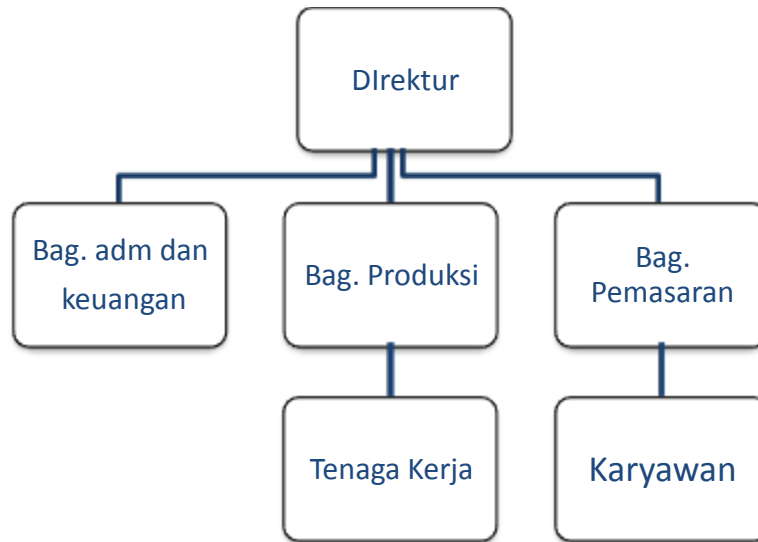 DIrektur
Bag. adm dan
keuangan
Bag. Produksi
Bag.
Pemasaran
Tenaga Kerja
Karyawan